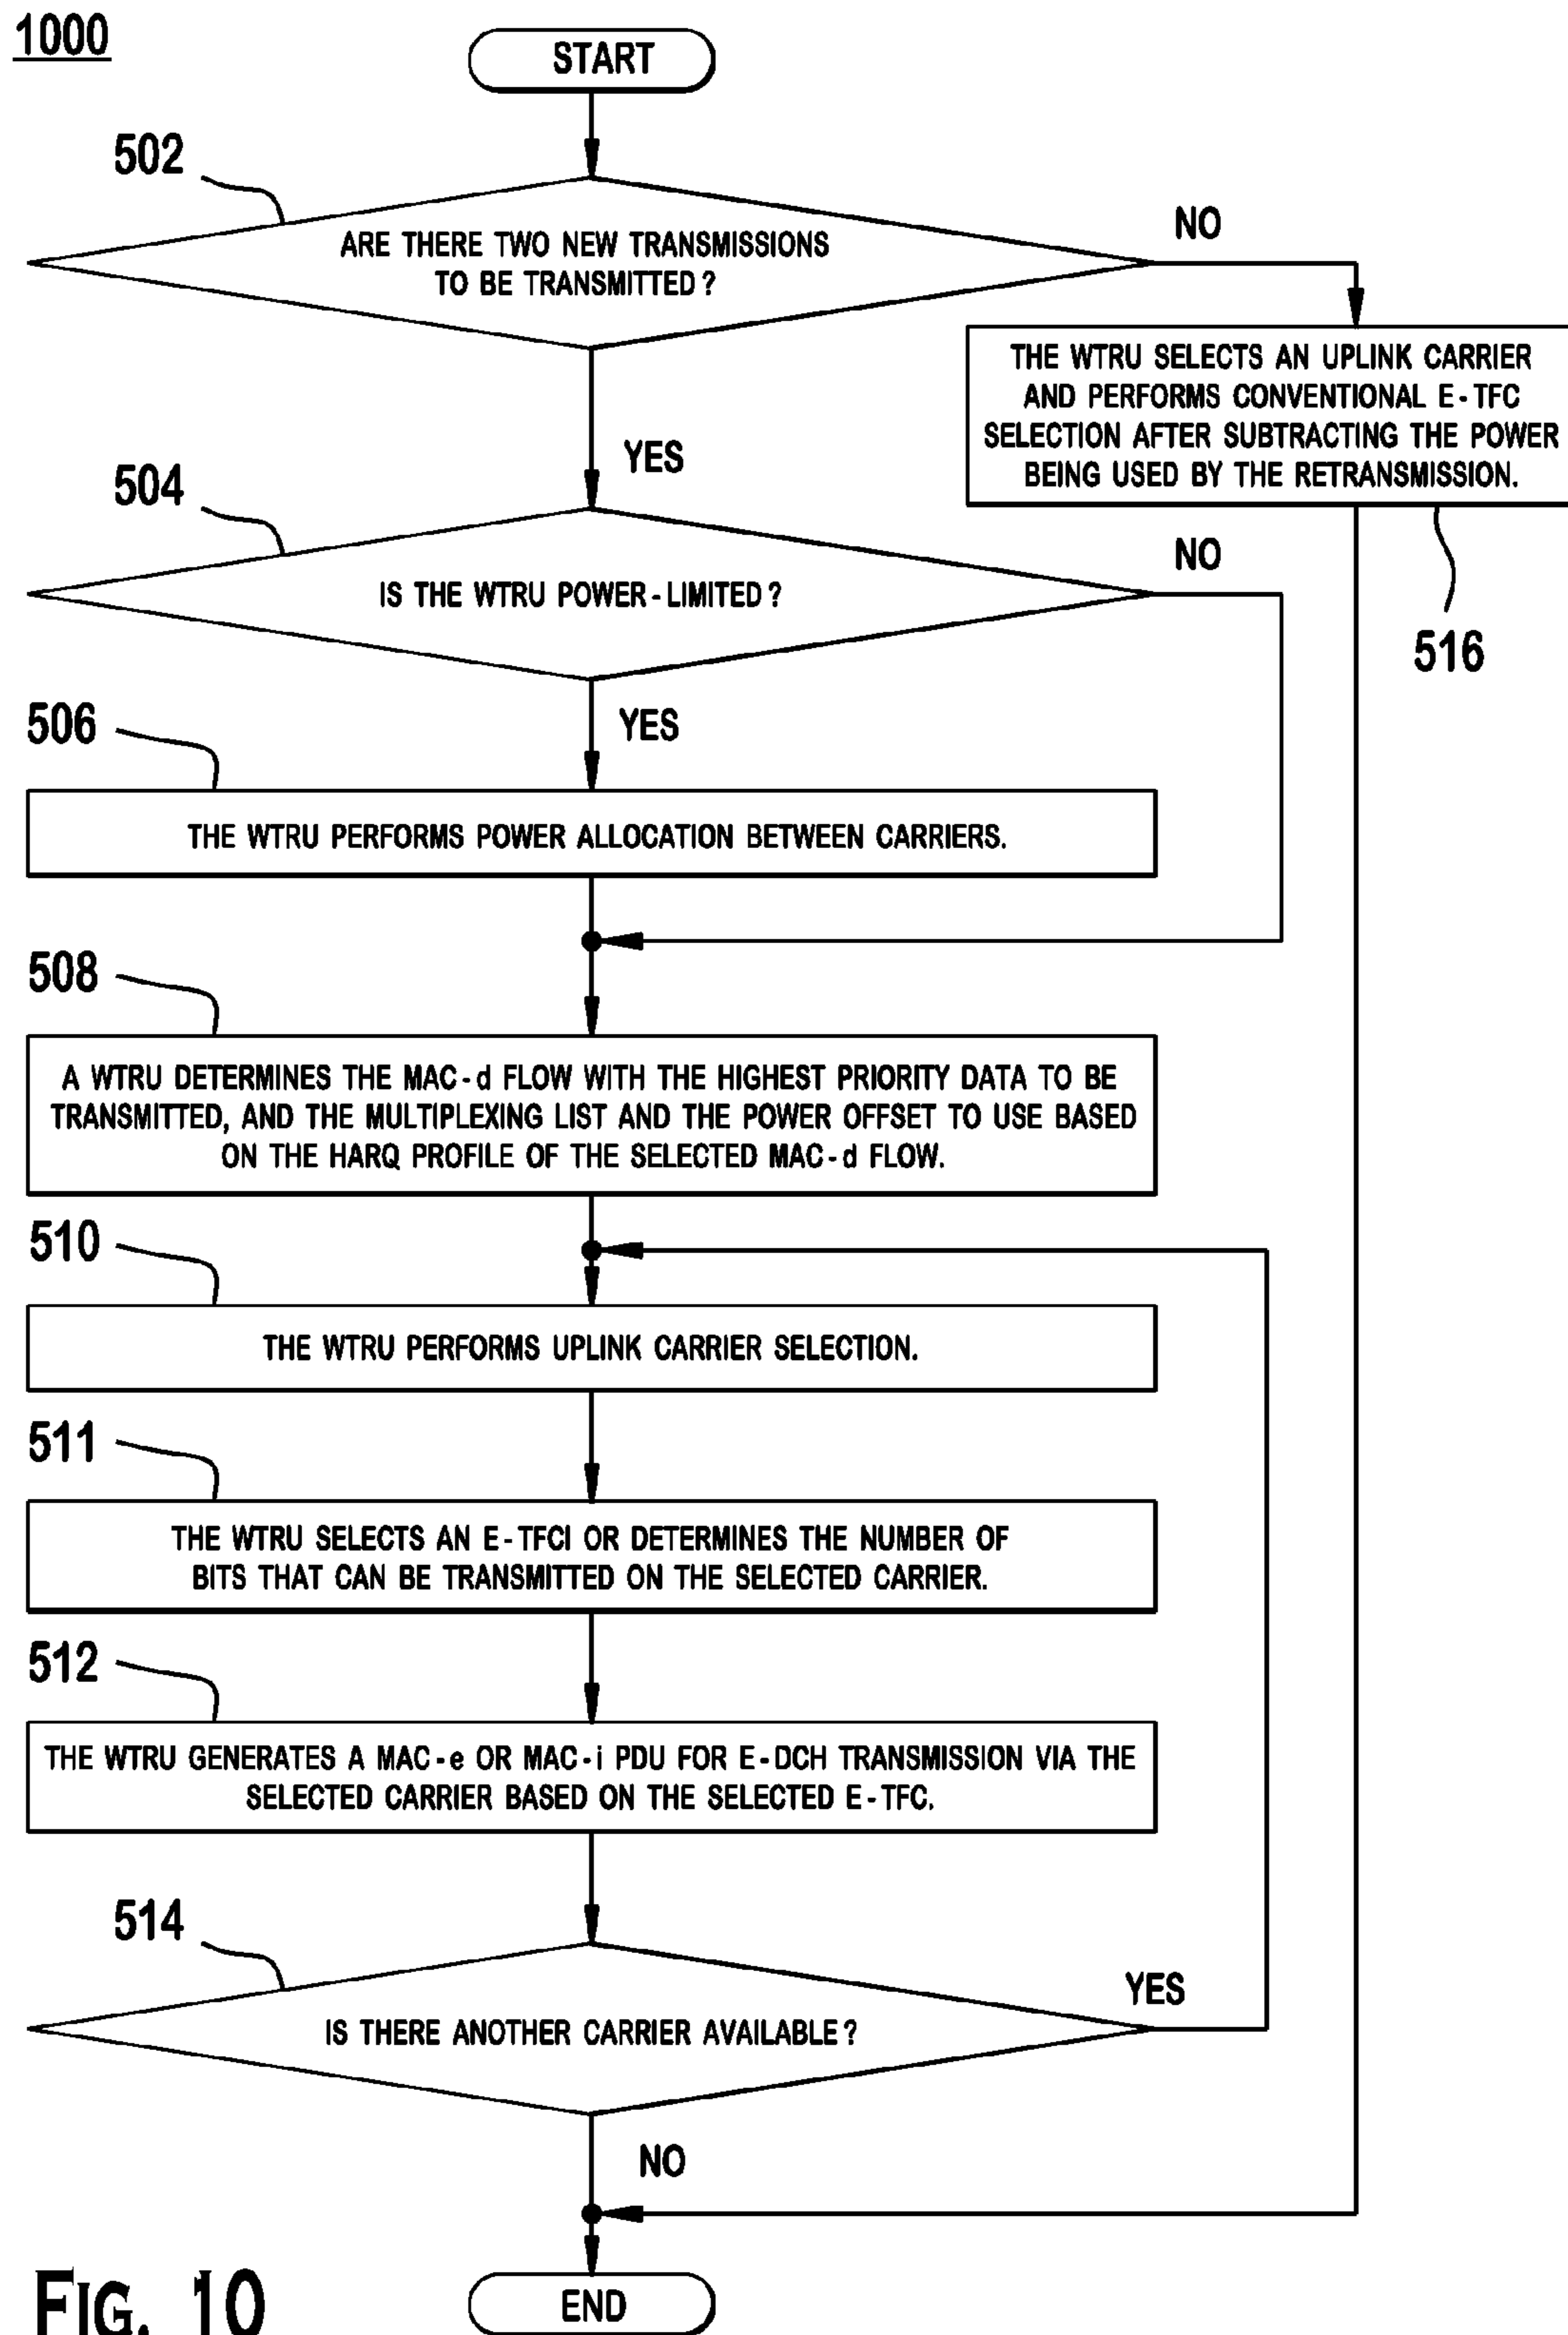 1000
START
502
ARE THERE TWO NEW TRANSMISSIONS
TO BE TRANSMITTED?
NO
THE WTRU SELECTS AN UPLINK CARRIER
AND PERFORMS CONVENTIONAL E-TFC
SELECTION AFTER SUBTRACTING THE POWER
BEING USED BY THE RETRANSMISSION.
516
YES
504
IS THE WTRU POWER-LIMITED?
NO
YES
506
THE WTRU PERFORMS POWER ALLOCATION BETWEEN CARRIERS.
508
A WTRU DETERMINES THE MAC-d FLOW WITH THE HIGHEST PRIORITY DATA TO BE
TRANSMITTED, AND THE MULTIPLEXING LIST AND THE POWER OFFSET TO USE BASED
ON THE HARQ PROFILE OF THE SELECTED MAC-d FLOW.
510
THE WTRU PERFORMS UPLINK CARRIER SELECTION.
511
THE WTRU SELECTS AN E-TFCI OR DETERMINES THE NUMBER OF
BITS THAT CAN BE TRANSMITTED ON THE SELECTED CARRIER.
512
THE WTRU GENERATES A MAC-e OR MAC-i PDU FOR E-DCH TRANSMISSION VIA THE
SELECTED CARRIER BASED ON THE SELECTED E-TFC.
514
IS THERE ANOTHER CARRIER AVAILABLE?
YES
NO
END
FIG. 10